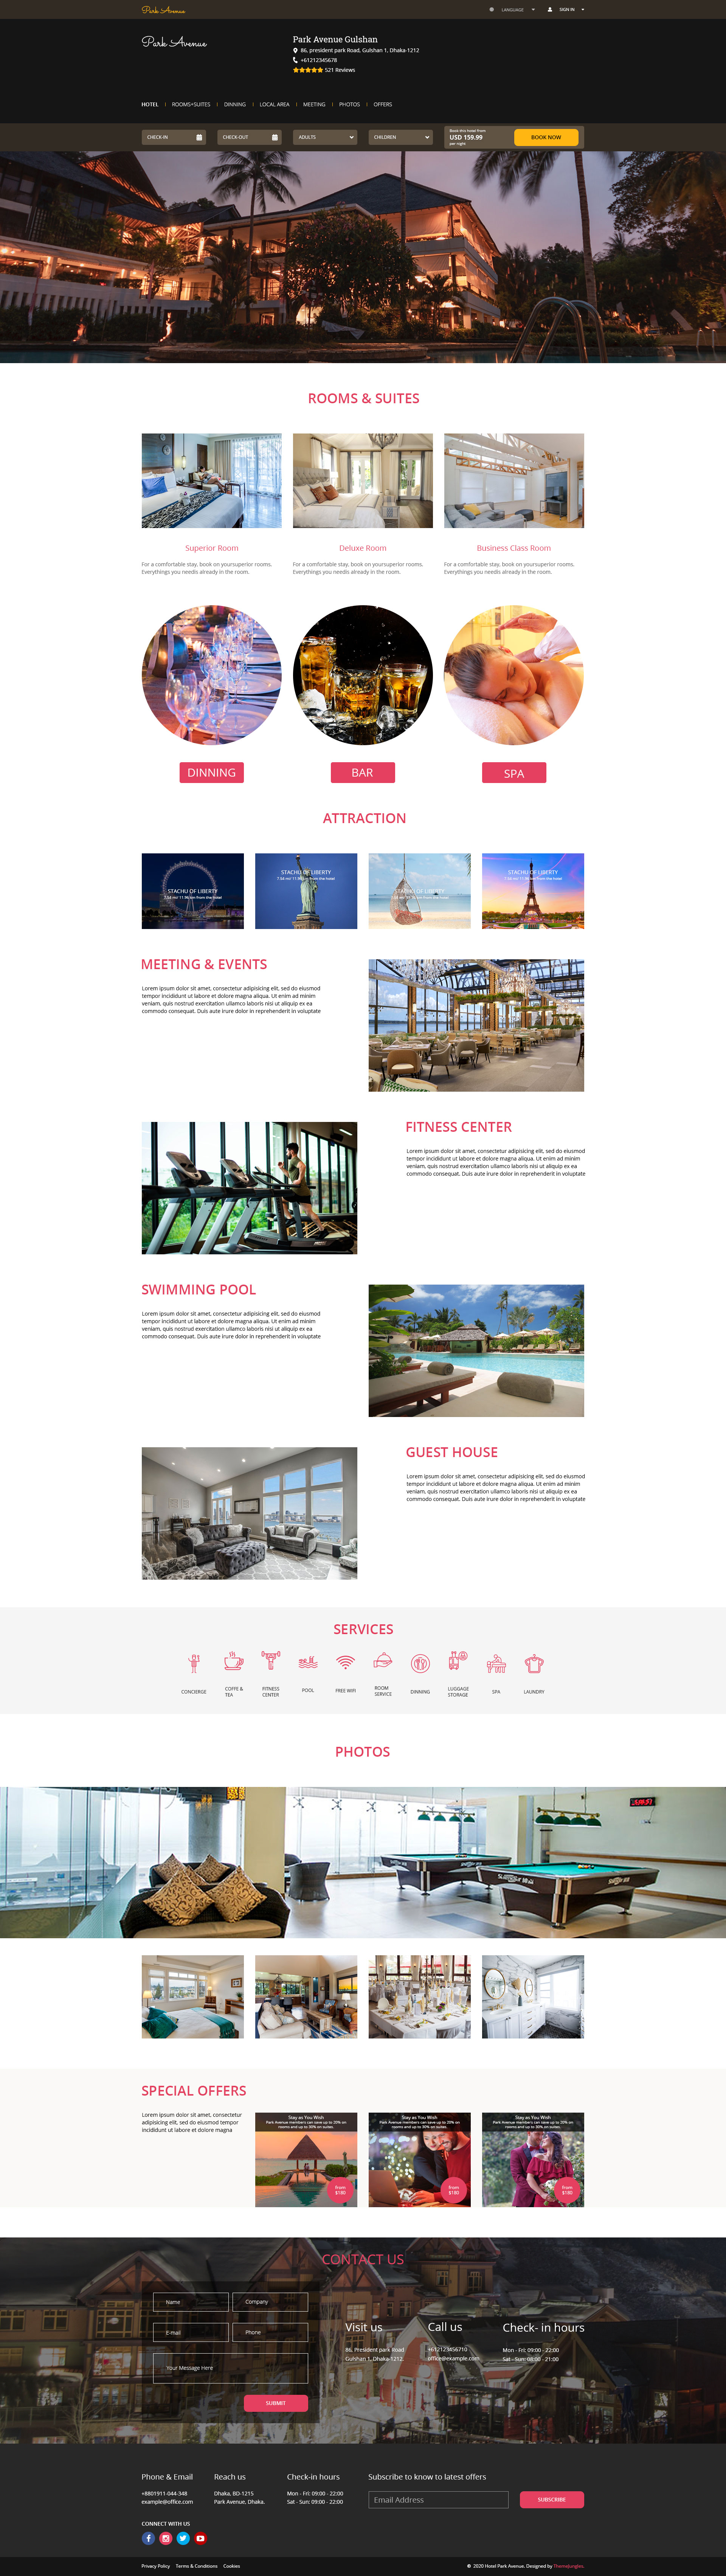 Park Avenue
LANGUAGE
SIGN IN
Park Avenue
Park Avenue Gulshan
86, president park Road, Gulshan 1, Dhaka-1212
+61212345678
521 Reviews
HOTEL
ROOMS+SUITES
DINNING
LOCAL AREA
MEETING
PHOTOS
OFFERS
CHECK-IN
CHECK-OUT
ADULTS
CHILDREN
Book this hotel from
USD 159.99
per night
BOOK NOW
ROOMS & SUITES
Superior Room
For a comfortable stay, book on yoursuperior rooms,
Everythings you needis already in the room.
Deluxe Room
For a comfortable stay, book on yoursuperior rooms,
Everythings you needis already in the room.
Business Class Room
For a comfortable stay, book on yoursuperior rooms,
Everythings you needis already in the room.
DINNING
BAR
SPA
ATTRACTION
STACHU OF LIBERTY
7.54 mi/ 11.98 km from the hotel
STACHU OF LIBERTY
7.54 mi/ 11.98 km from the hotel
STACHU OF LIBERTY
7.54 mi/ 11.98 km from the hotel
STACHU OF LIBERTY
7.54 mi/ 11.98 km from the hotel
MEETING & EVENTS
Lorem ipsum dolor sit amet, consectetur adipisicing elit, sed do eiusmod
tempor incididunt ut labore et dolore magna aliqua. Ut enim ad minim
veniam, quis nostrud exercitation ullamco laboris nisi ut aliquip ex ea
commodo consequat. Duis aute irure dolor in reprehenderit in voluptate
FITNESS CENTER
Lorem ipsum dolor sit amet, consectetur adipisicing elit, sed do eiusmod
tempor incididunt ut labore et dolore magna aliqua. Ut enim ad minim
veniam, quis nostrud exercitation ullamco laboris nisi ut aliquip ex ea
commodo consequat. Duis aute irure dolor in reprehenderit in voluptate
SWIMMING POOL
Lorem ipsum dolor sit amet, consectetur adipisicing elit, sed do eiusmod
tempor incididunt ut labore et dolore magna aliqua. Ut enim ad minim
veniam, quis nostrud exercitation ullamco laboris nisi ut aliquip ex ea
commodo consequat. Duis aute irure dolor in reprehenderit in voluptate
GUEST HOUSE
Lorem ipsum dolor sit amet, consectetur adipisicing elit, sed do eiusmod
tempor incididunt ut labore et dolore magna aliqua. Ut enim ad minim
veniam, quis nostrud exercitation ullamco laboris nisi ut aliquip ex ea
commodo consequat. Duis aute irure dolor in reprehenderit in voluptate
SERVICES
CONCIERGE
COFFE &
TEA
FITNESS
CENTER
POOL
FREE WIFI
ROOM
SERVICE
DINNING
LUGGAGE
STORAGE
SPA
LAUNDRY
PHOTOS
SPECIAL OFFERS
Lorem ipsum dolor sit amet, consectetur
adipisicing elit, sed do eiusmod tempor
incididunt ut labore et dolore magna
Stay as You Wish
Park Avenue members can save up to 20% on
rooms and up to 30% on suites.
from
$180
Stay as You Wish
Park Avenue members can save up to 20% on
rooms and up to 30% on suites.
from
$180
Stay as You Wish
Park Avenue members can save up to 20% on
rooms and up to 30% on suites.
from
$180
CONTACT US
Name
Company
E-mail
Phone
Your Message Here
SUBMIT
Visit us
86, President park Road
Gulshan 1, Dhaka-1212.
Call us
+612123456710
office@example.com
Check- in hours
Mon - Fri: 09:00 - 22:00
Sat - Sun: 08:00 - 21:00
Phone & Email
+8801911-044-348
example@office.com
Reach us
Dhaka, BD-1215
Park Avenue, Dhaka.
Check-in hours
Mon - Fri: 09:00 - 22:00
Sat - Sun: 09:00 - 22:00
Subscribe to know to latest offers
Email Address
SUBSCRIBE
CONNECT WITH US
Privacy Policy
Terms & Conditions
Cookies
© 2020 Hotel Park Avenue. Designed by ThemeJungles.